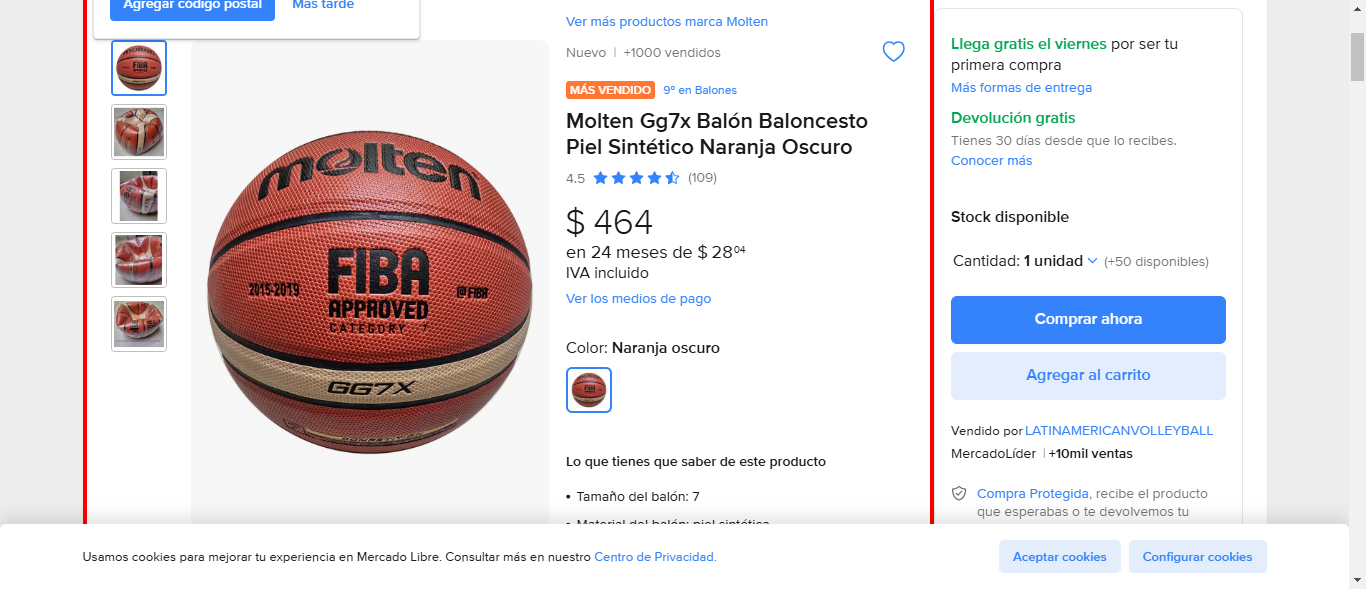 Agregar código postal
Más tarde
molten
FIBA
2015-2019
@FIBA
APPROVED
CATEGORY 7
GG7X
Ver más productos marca Molten
Nuevo | +1000 vendidos
MÁS VENDIDO 9º en Balones
Molten Gg7x Balón Baloncesto
Piel Sintético Naranja Oscuro
4.5 (109)
$ 464
en 24 meses de $ 28⁰⁴
IVA incluido
Ver los medios de pago
Color: Naranja oscuro
Lo que tienes que saber de este producto
• Tamaño del balón: 7
• Material del balón: piel sintética
Llega gratis el viernes por ser tu
primera compra
Más formas de entrega
Devolución gratis
Tienes 30 días desde que lo recibes.
Conocer más
Stock disponible
Cantidad: 1 unidad (+50 disponibles)
Comprar ahora
Agregar al carrito
Vendido por LATINAMERICANVOLLEYBALL
MercadoLíder | +10mil ventas
Compra Protegida, recibe el producto
que esperabas o te devolvemos tu
Usamos cookies para mejorar tu experiencia en Mercado Libre. Consultar más en nuestro Centro de Privacidad.
Aceptar cookies
Configurar cookies